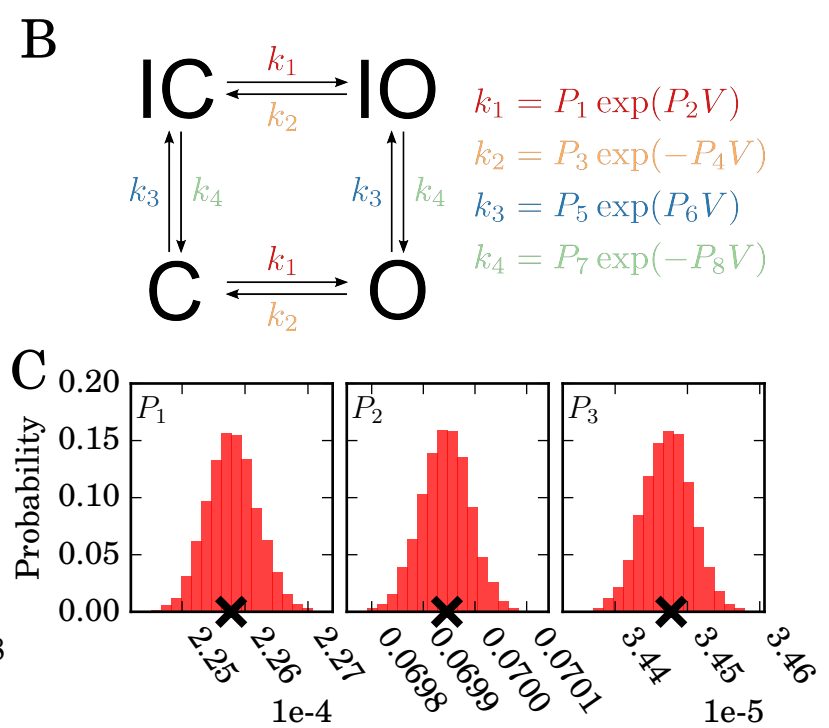 B
IC k₁ IO
k₂
k₁ = P₁ exp(P₂V)
k₂ = P₃ exp(−P₄V)
k₃ k₄ k₃ k₄
k₃ = P₅ exp(P₆V)
k₄ = P₇ exp(−P₈V)
C k₁ O
k₂
C
Probability
0.20
0.15
0.10
0.05
0.00
P₁
2.25 2.26 2.27
1e-4
P₂
0.0698 0.0699 0.0700 0.0701
P₃
3.44 3.45 3.46
1e-5